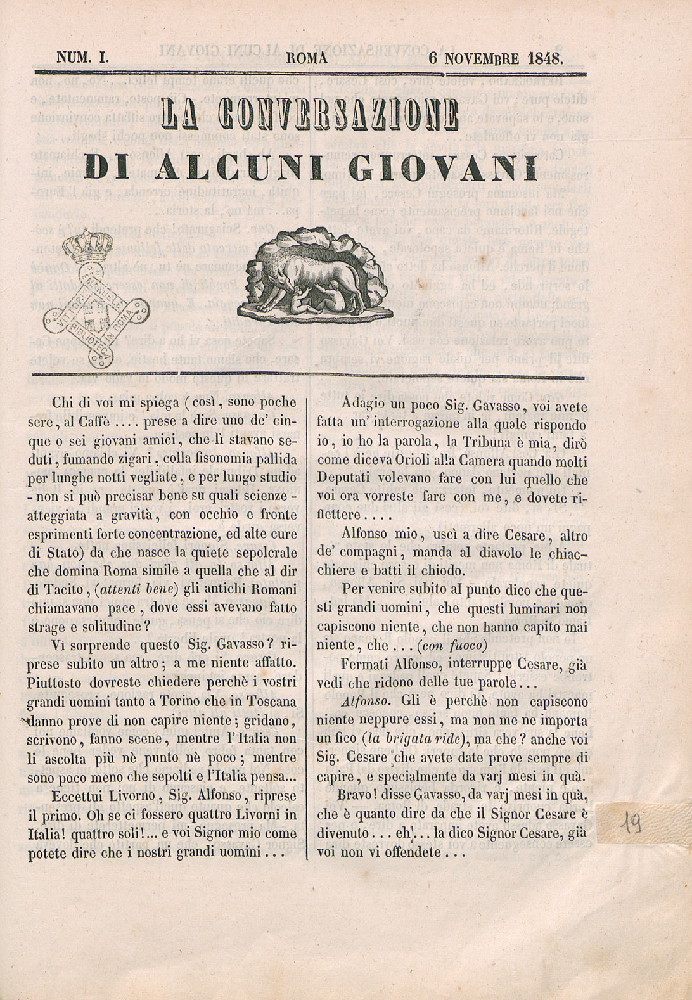 NUM. I. ROMA 6 NOVEMBRE 1848.
LA CONVERSAZIONE
DI ALCUNI GIOVANI
BIBLIOTECA
VITTORIO EMANUELE
IN ROMA
Chi di voi mi spiega (così, sono poche
sere, al Caffè .... prese a dire uno de' cin-
que o sei giovani amici, che lì stavano se-
duti, fumando zigari, colla fisonomia pallida
per lunghe notti vegliate, e per lungo studio
- non si può precisar bene su quali scienze -
atteggiata a gravità, con occhio e fronte
esprimenti forte concentrazione, ed alte cure
di Stato) da che nasce la quiete sepolcrale
che domina Roma simile a quella che al dir
di Tacito, (attenti bene) gli antichi Romani
chiamavano pace, dove essi avevano fatto
strage e solitudine?
Vi sorprende questo Sig. Gavasso? ri-
prese subito un altro; a me niente affatto.
Piuttosto dovreste chiedere perchè i vostri
grandi uomini tanto a Torino che in Toscana
danno prove di non capire niente; gridano,
scrivono, fanno scene, mentre l'Italia non
li ascolta più nè punto nè poco; mentre
sono poco meno che sepolti e l'Italia pensa...
Eccettui Livorno, Sig. Alfonso, riprese
il primo. Oh se ci fossero quattro Livorni in
Italia! quattro soli!... e voi Signor mio come
potete dire che i nostri grandi uomini...
Adagio un poco Sig. Gavasso, voi avete
fatta un' interrogazione alla quale rispondo
io, io ho la parola, la Tribuna è mia, dirò
come diceva Orioli alla Camera quando molti
Deputati volevano fare con lui quello che
voi ora vorreste fare con me, e dovete ri-
flettere....
Alfonso mio, uscì a dire Cesare, altro
de' compagni, manda al diavolo le chiac-
chiere e batti il chiodo.
Per venire subito al punto dico che que-
sti grandi uomini, che questi luminari non
capiscono niente, che non hanno capito mai
niente, che... (con fuoco)
Fermati Alfonso, interruppe Cesare, già
vedi che ridono delle tue parole...
Alfonso. Gli è perchè non capiscono
niente neppure essi, ma non me ne importa
un fico (la brigata ride), ma che? anche voi
Sig. Cesare che avete date prove sempre di
capire, e specialmente da varj mesi in quà.
Bravo! disse Gavasso, da varj mesi in quà,
che è quanto dire da che il Signor Cesare è
divenuto... eh!... la dico Signor Cesare, già
voi non vi offendete...
19